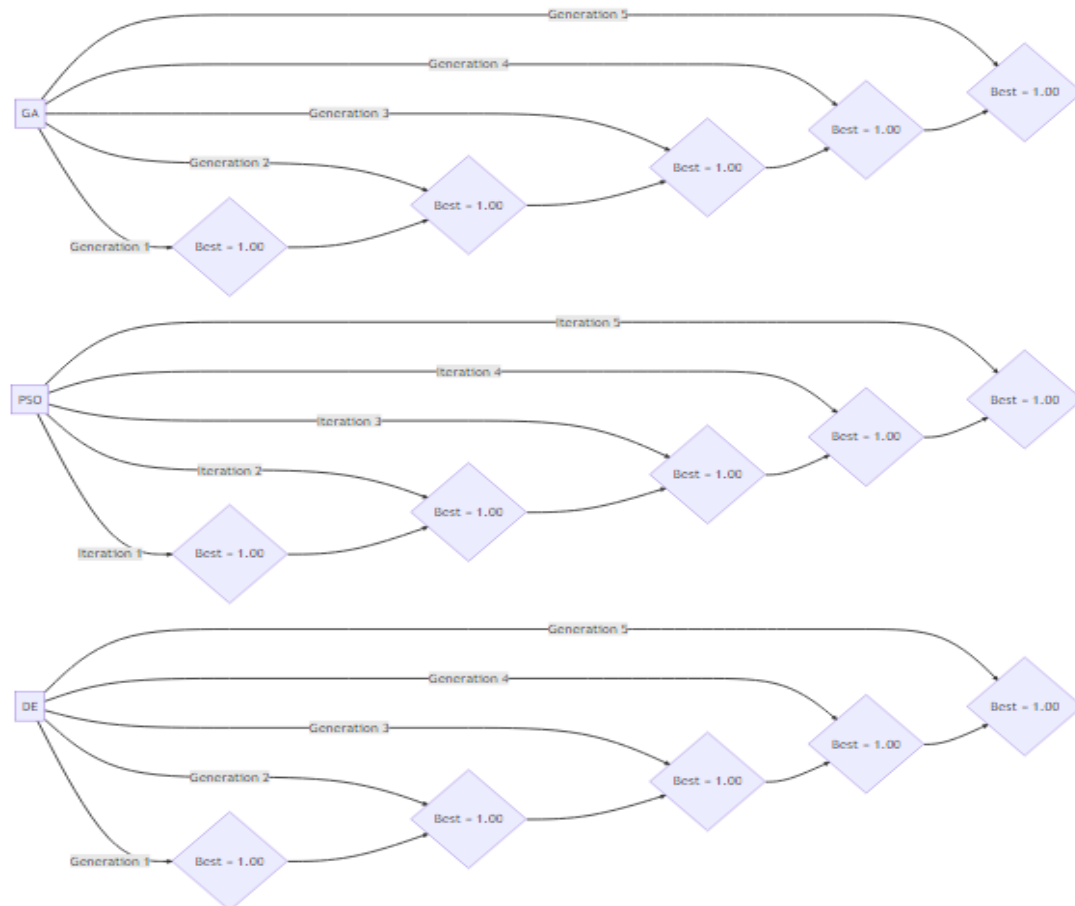 Generation 5
Best = 1.00
Generation 4
Best = 1.00
GA
Generation 3
Best = 1.00
Generation 2
Best = 1.00
Generation 1
Best = 1.00
Iteration 5
Best = 1.00
Iteration 4
Best = 1.00
PSO
Iteration 3
Best = 1.00
Iteration 2
Best = 1.00
Iteration 1
Best = 1.00
Generation 5
Best = 1.00
Generation 4
Best = 1.00
DE
Generation 3
Best = 1.00
Generation 2
Best = 1.00
Generation 1
Best = 1.00